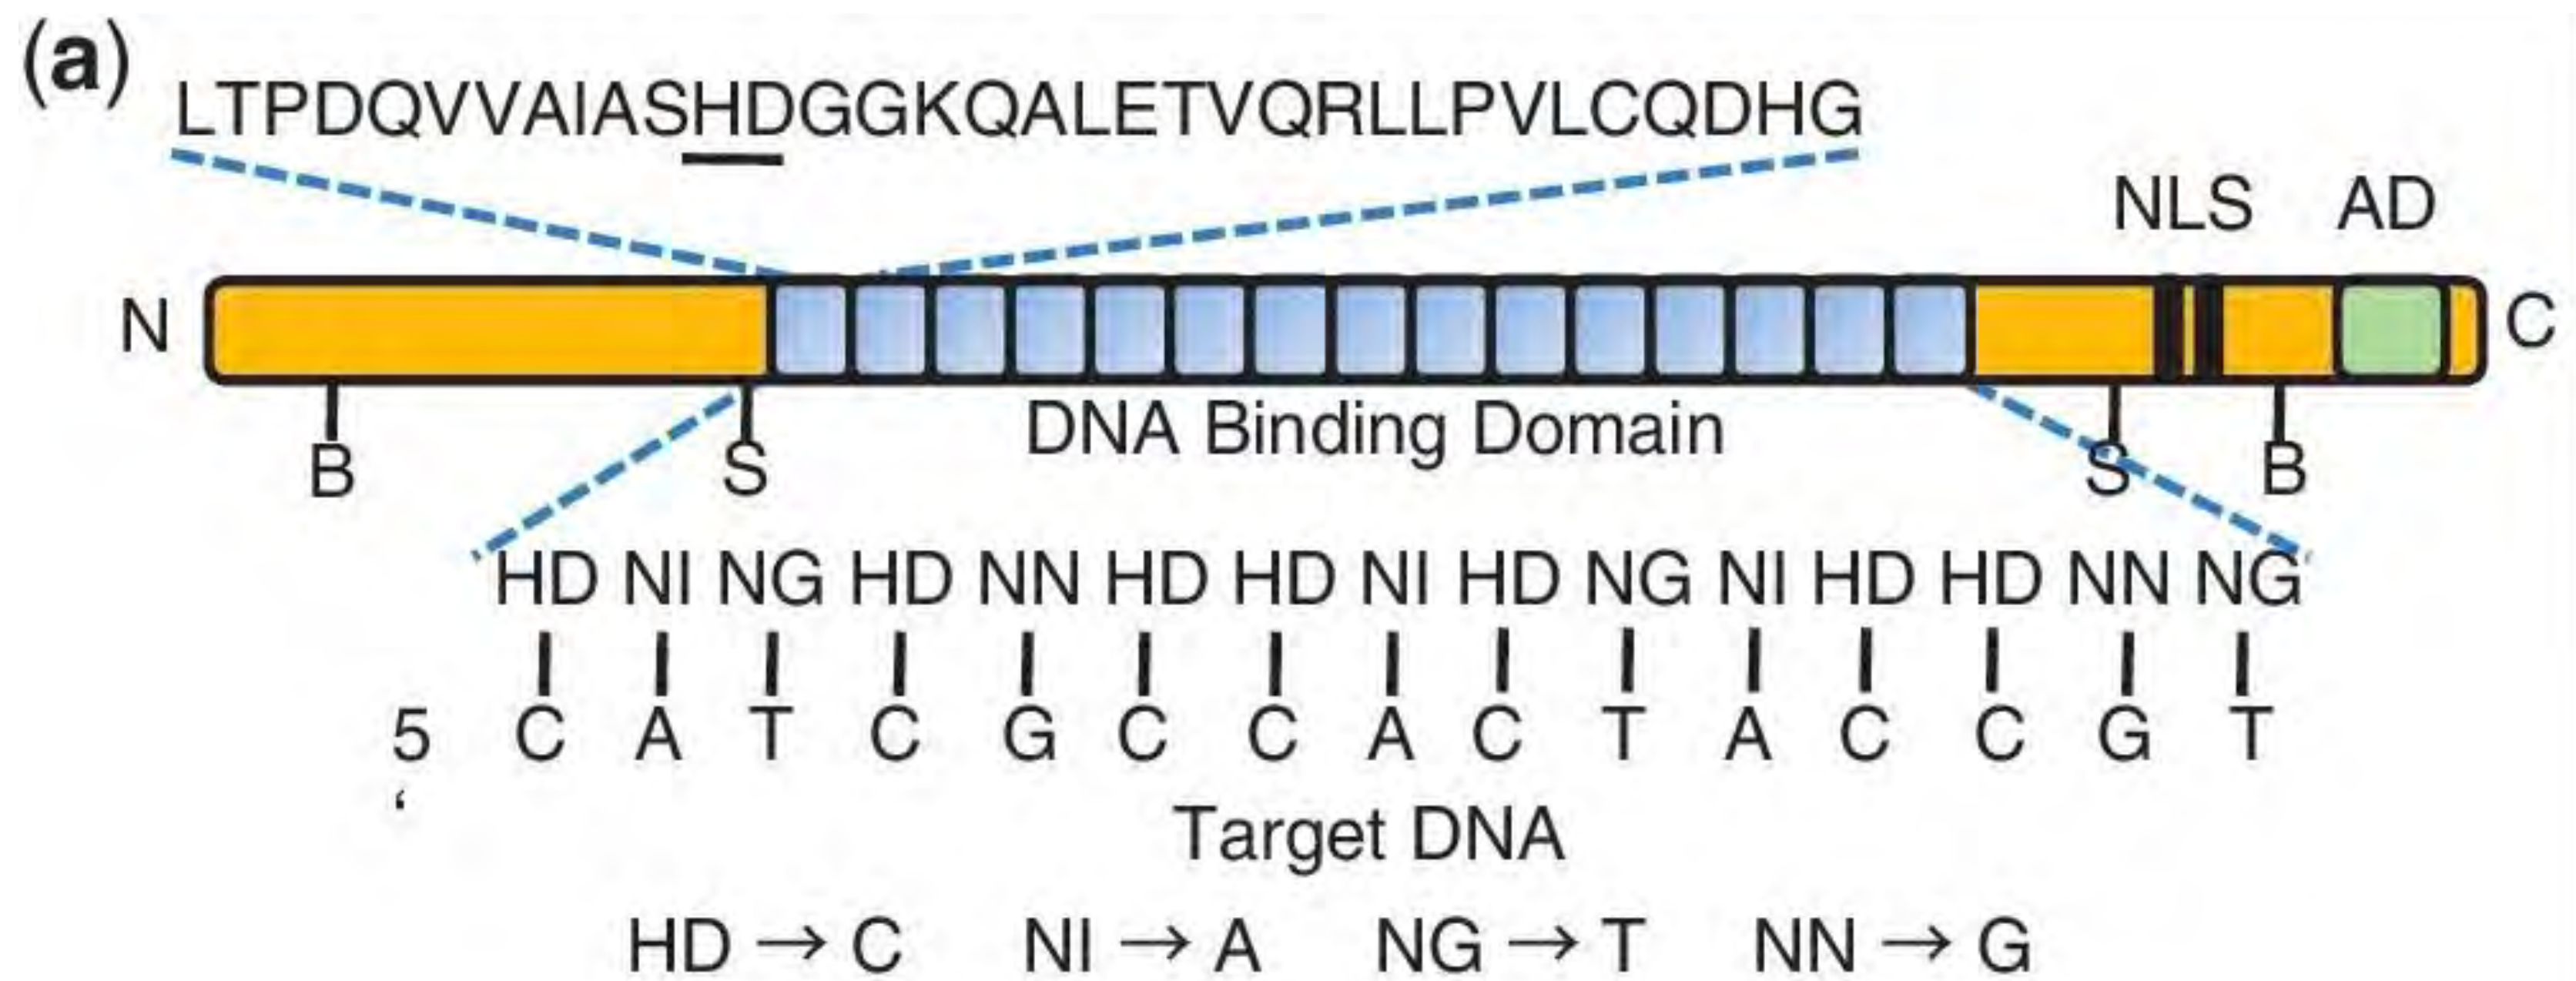 (a)
LTPDQVVAIASHDGGKQALETVQRLLPVLCQDHG
NLS AD
N C
DNA Binding Domain
B S S B
HD NI NG HD NN HD HD NI HD NG NI HD HD NN NG
5 C A T C G C C A C T A C C G T
‘
Target DNA
HD → C NI → A NG → T NN → G